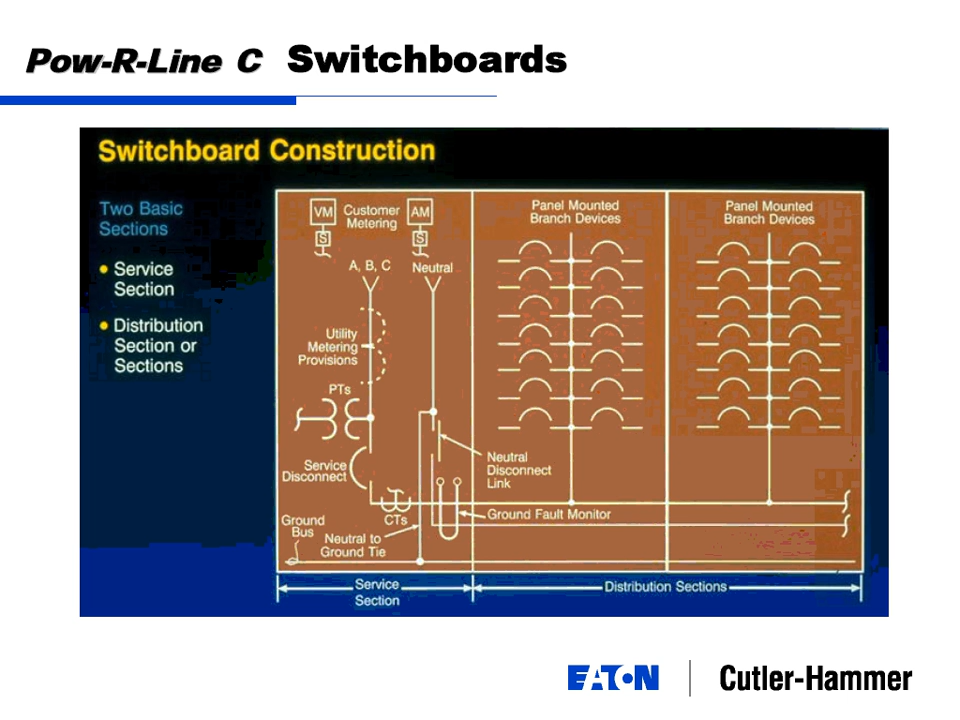 Pow-R-Line C Switchboards
Switchboard Construction
Two Basic
Sections
• Service
Section
• Distribution
Section or
Sections
VM
Customer
Metering
AM
S
S
A, B, C
Neutral
Utility
Metering
Provisions
PTs
Service
Disconnect
CTs
Ground
Bus
Neutral to
Ground Tie
Panel Mounted
Branch Devices
Panel Mounted
Branch Devices
Neutral
Disconnect
Link
Ground Fault Monitor
Service
Section
Distribution Sections
EATON
Cutler-Hammer